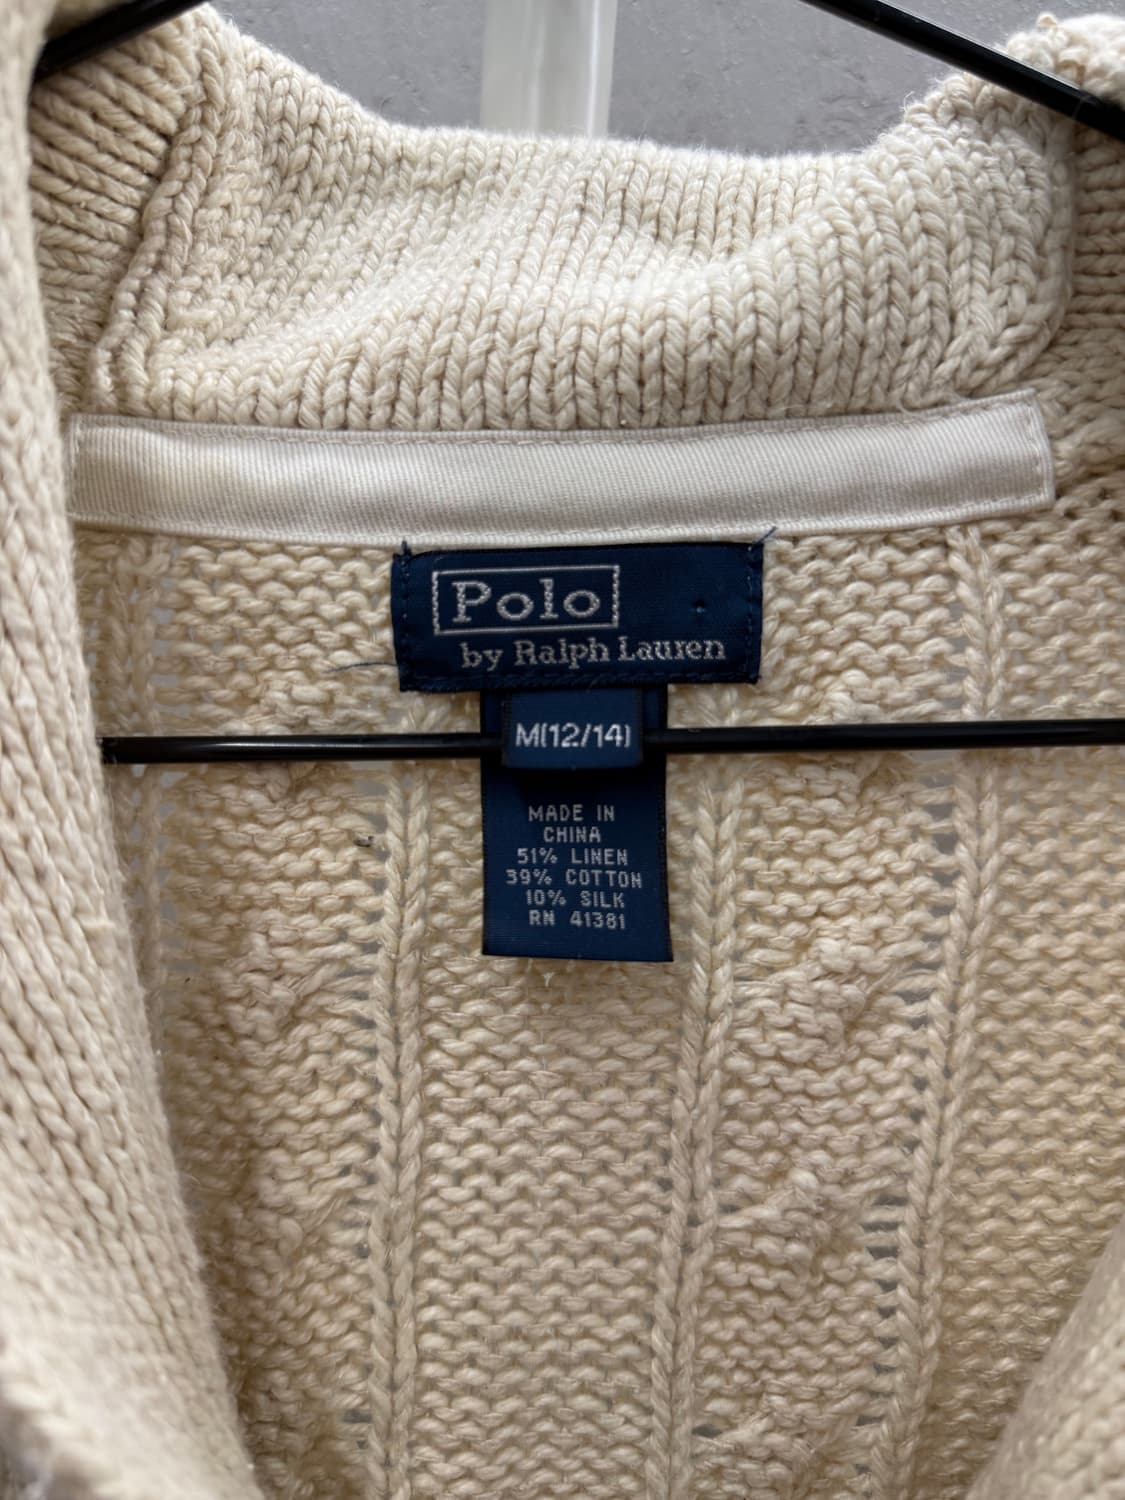 Polo
by Ralph Lauren
M(12/14)
MADE IN
CHINA
51% LINEN
39% COTTON
10% SILK
RN 41381